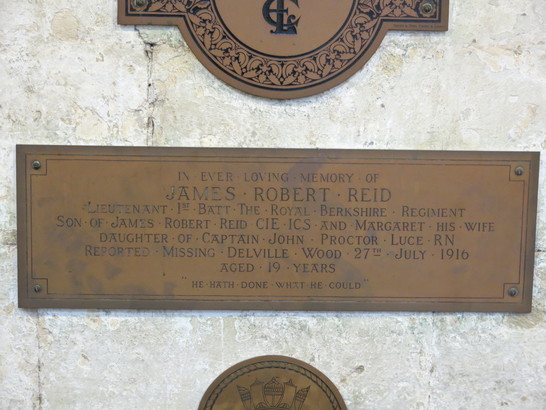 IN · EVER · LOVING · MEMORY · OF
JAMES · ROBERT · REID
LIEUTENANT · 1ST BATT · THE · ROYAL · BERKSHIRE · REGIMENT
SON OF · JAMES · ROBERT · REID · CIE · ICS · AND · MARGARET · HIS · WIFE
DAUGHTER · OF · CAPTAIN · JOHN · PROCTOR · LUCE · RN
REPORTED · MISSING · DELVILLE · WOOD · 27TH · JULY · 1916
AGED · 19 · YEARS
"HE · HATH · DONE · WHAT · HE · COULD"